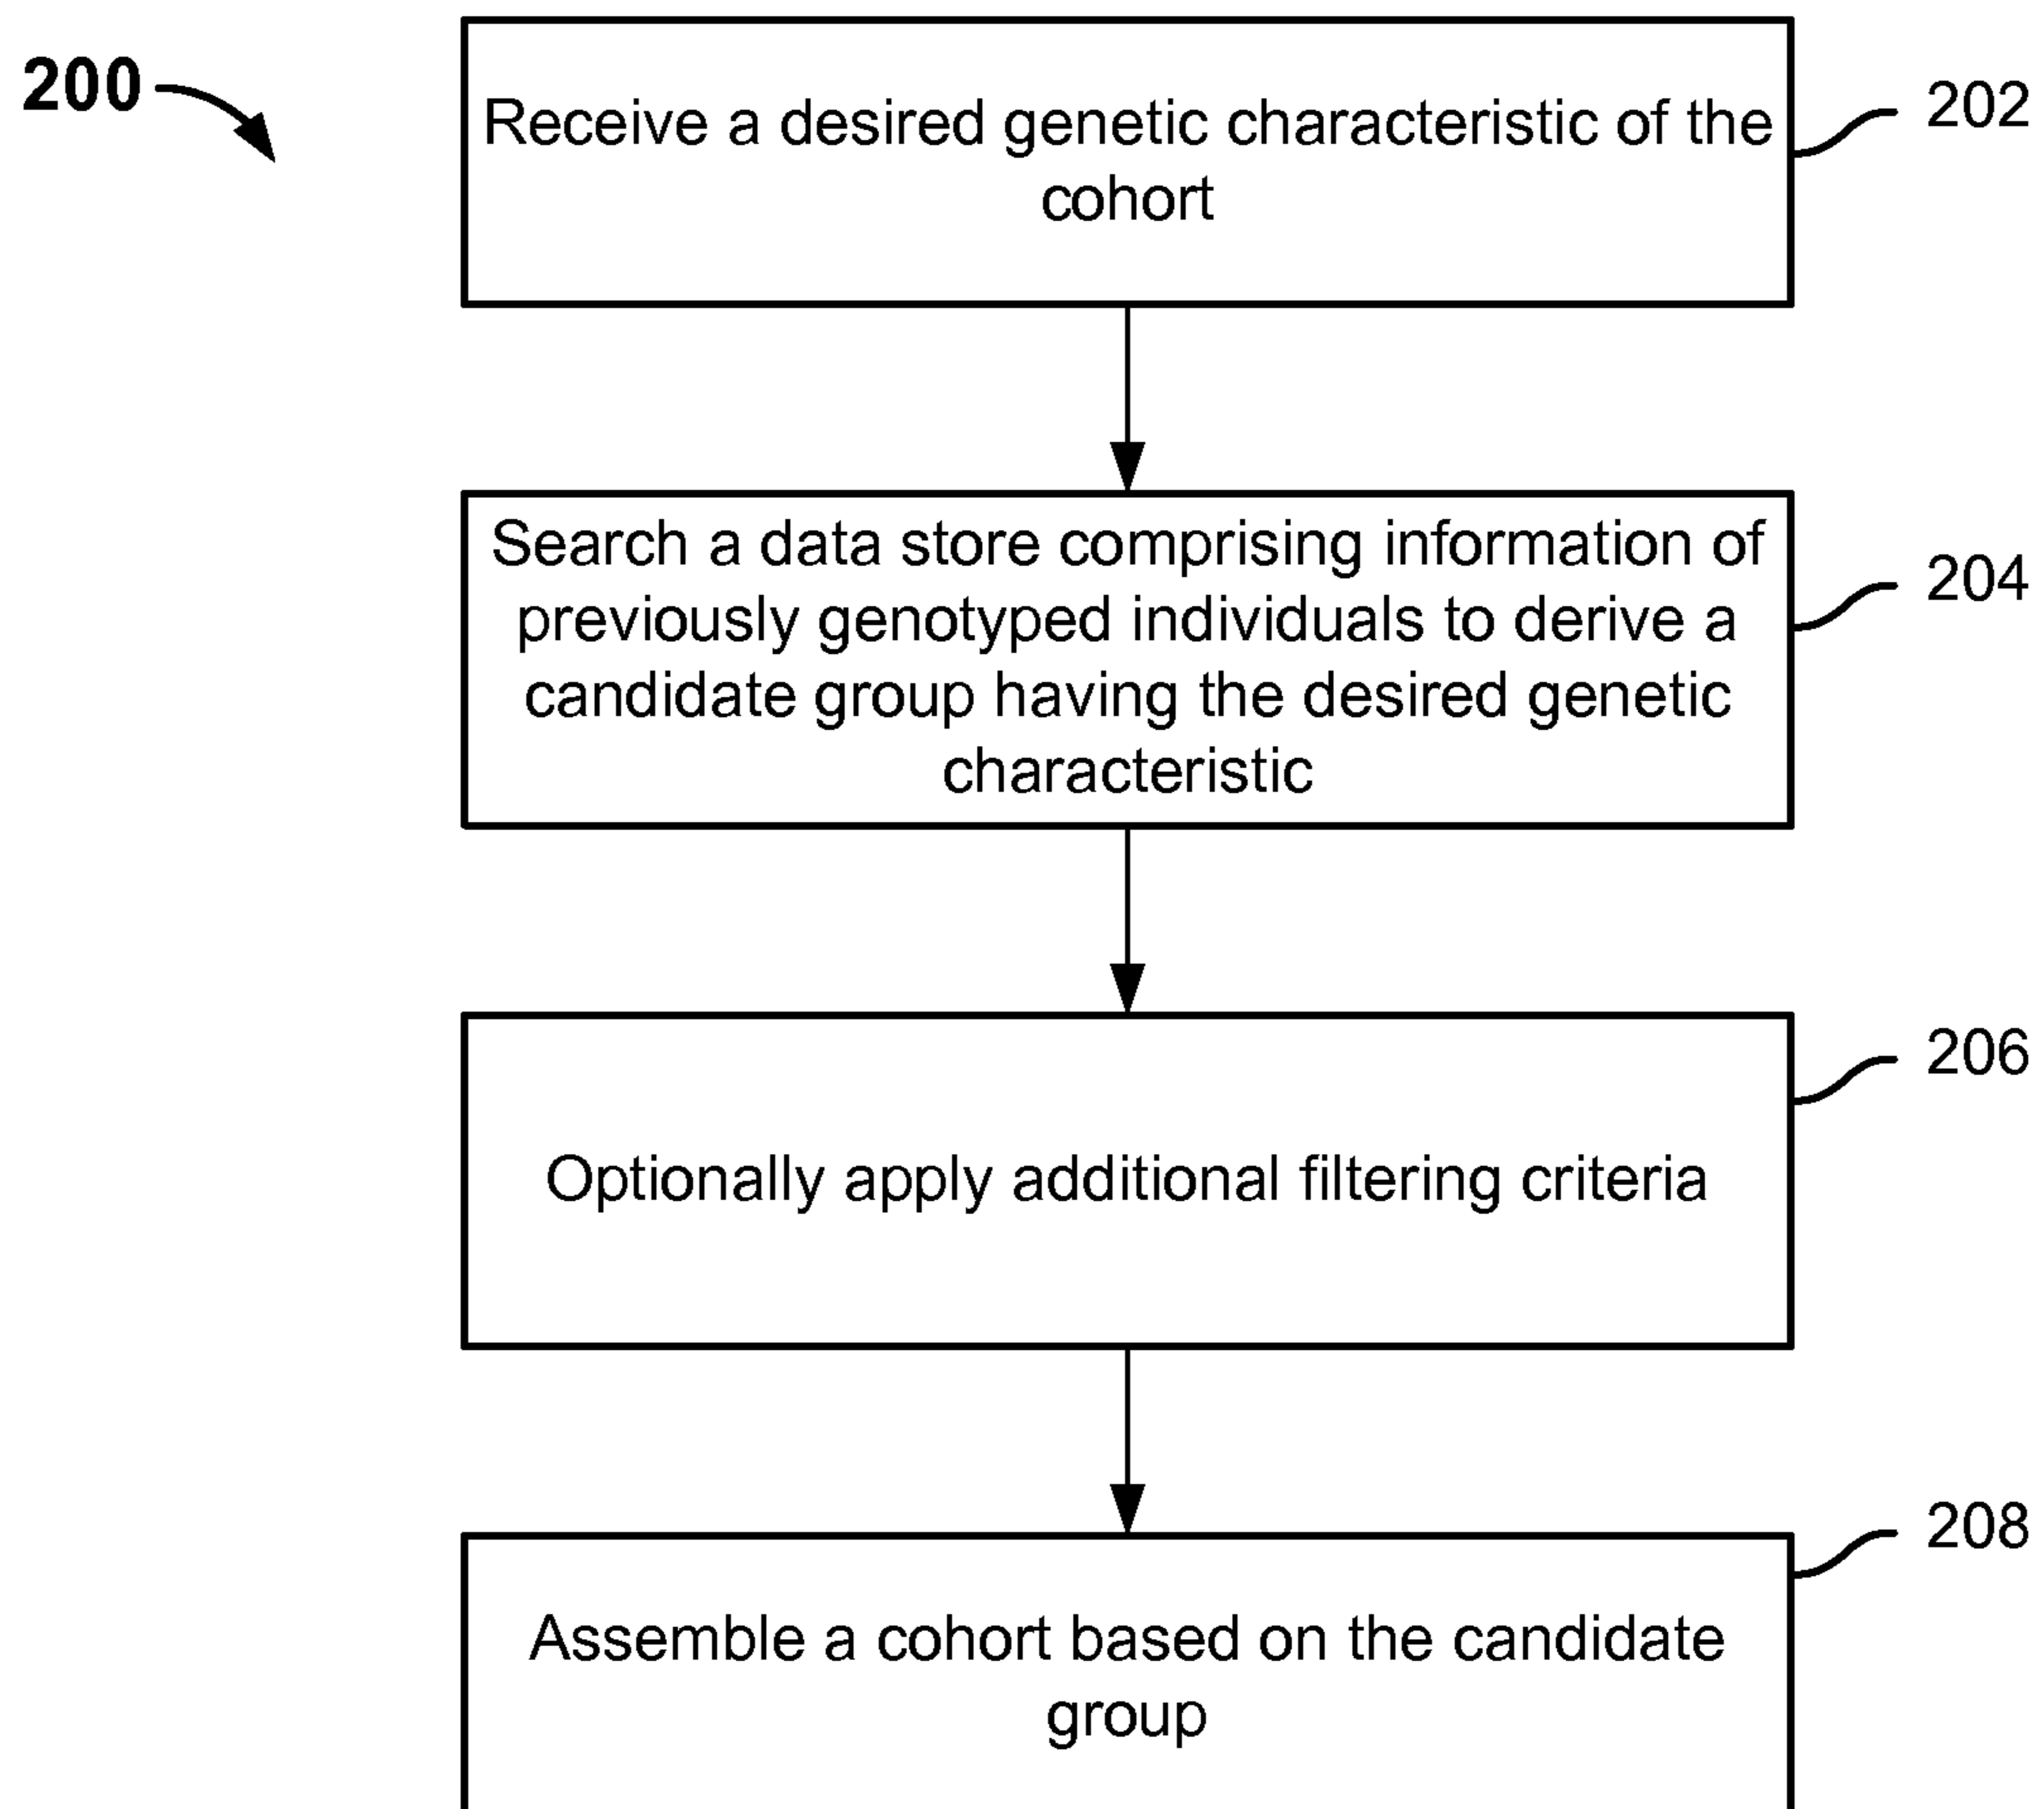 200
Receive a desired genetic characteristic of the
cohort
202
Search a data store comprising information of
previously genotyped individuals to derive a
candidate group having the desired genetic
characteristic
204
Optionally apply additional filtering criteria
206
Assemble a cohort based on the candidate
group
208